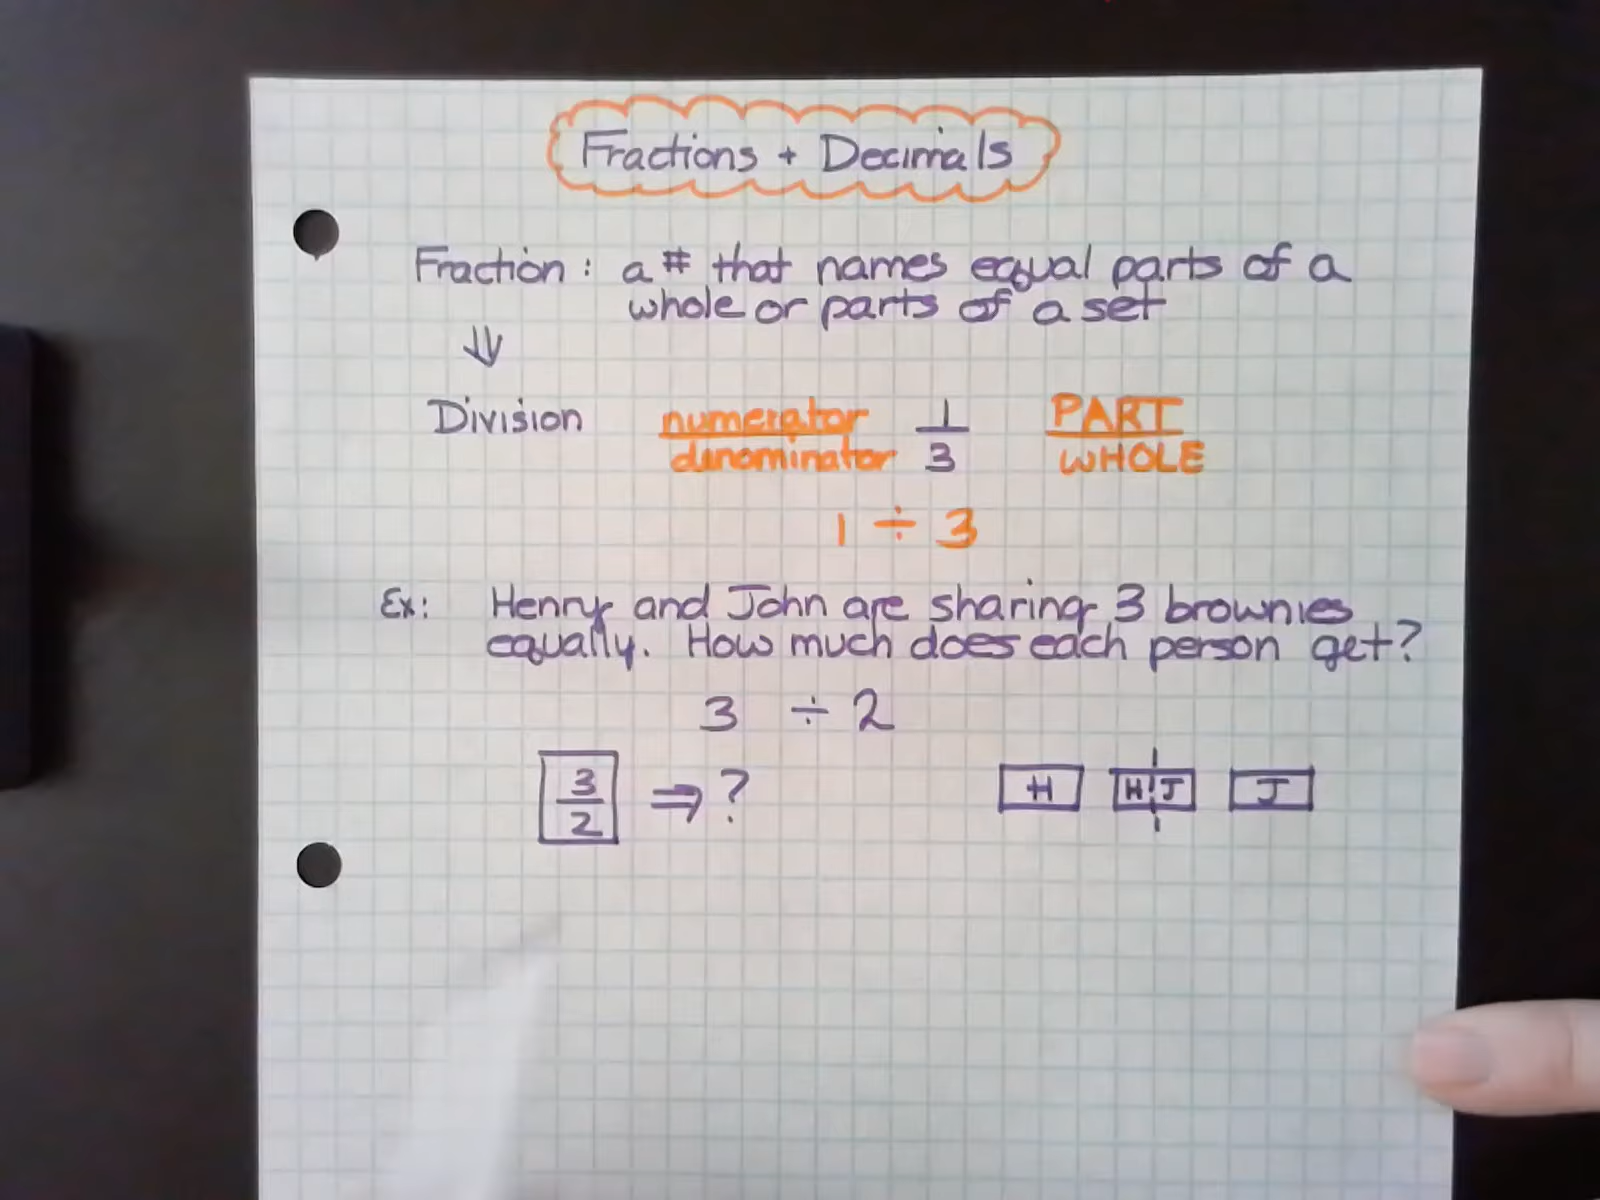 Fractions + Decimals
Fraction: a # that names equal parts of a
whole or parts of a set
⇓
Division numerator/denominator 1/3 PART/WHOLE
1 ÷ 3
Ex: Henry and John are sharing 3 brownies
equally. How much does each person get?
3 ÷ 2
3/2 ⇒ ? H H J J